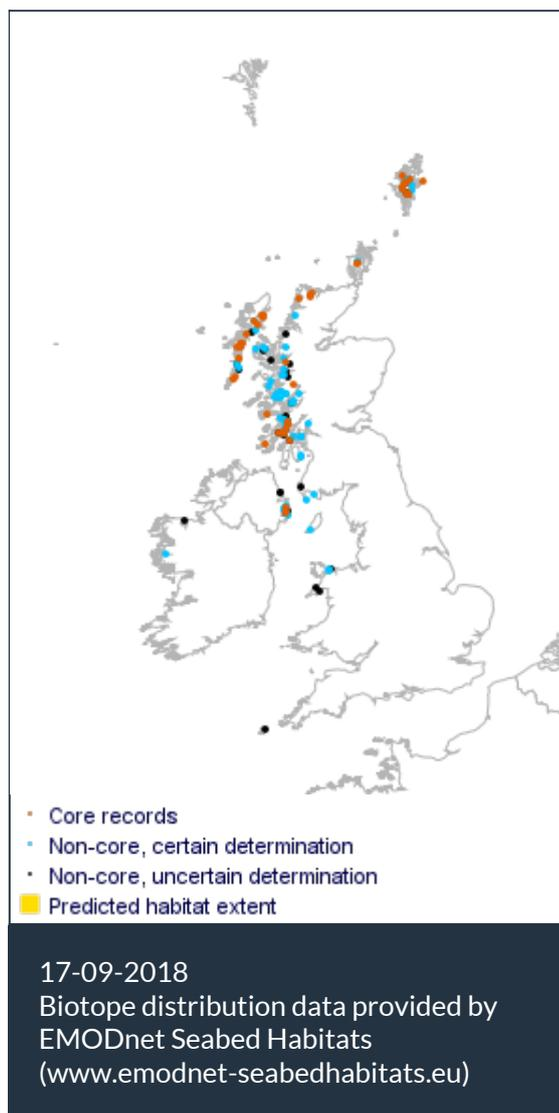 Core records
Non-core, certain determination
Non-core, uncertain determination
Predicted habitat extent
17-09-2018
Biotope distribution data provided by
EMODnet Seabed Habitats
(www.emodnet-seabedhabitats.eu)